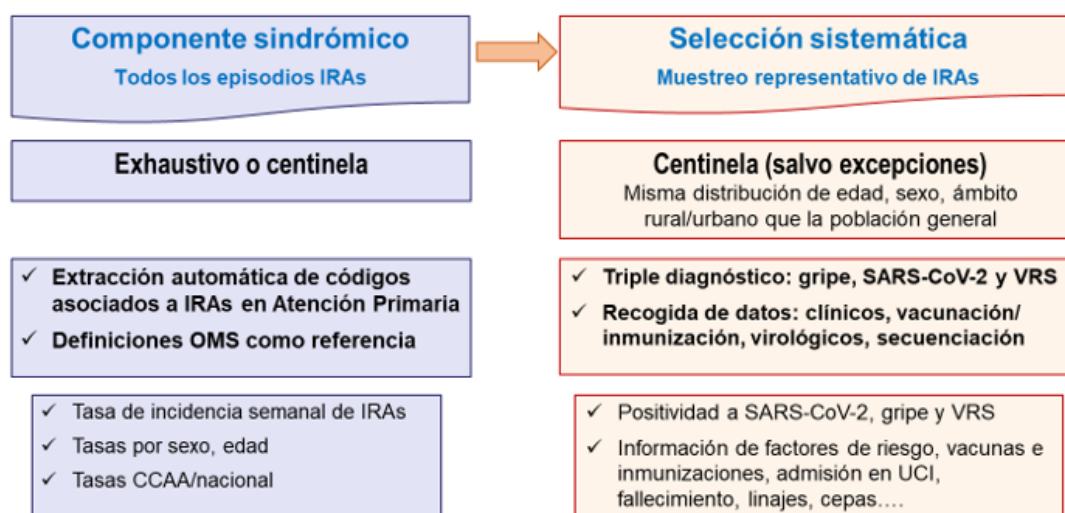 Componente sindrómico
Todos los episodios IRAs
Selección sistemática
Muestreo representativo de IRAs
Exhaustivo o centinela
Centinela (salvo excepciones)
Misma distribución de edad, sexo, ámbito
rural/urbano que la población general
✓ Extracción automática de códigos
asociados a IRAs en Atención Primaria
✓ Definiciones OMS como referencia
✓ Triple diagnóstico: gripe, SARS-CoV-2 y VRS
✓ Recogida de datos: clínicos, vacunación/
inmunización, virológicos, secuenciación
✓ Tasa de incidencia semanal de IRAs
✓ Tasas por sexo, edad
✓ Tasas CCAA/nacional
✓ Positividad a SARS-CoV-2, gripe y VRS
✓ Información de factores de riesgo, vacunas e
inmunizaciones, admisión en UCI,
fallecimiento, linajes, cepas….